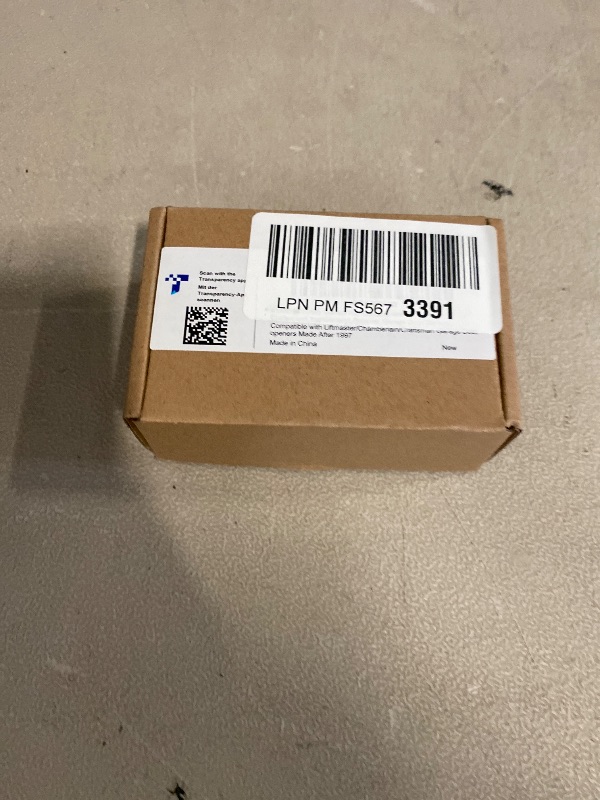 Scan with the
Transparency app
Mit der
Transparency-Ap
scannen
LPN PM FS567 3391
Compatible with Liftmaster/Chamberlain/Craftsman Garage Door
openers Made After 1997
Made in China
New